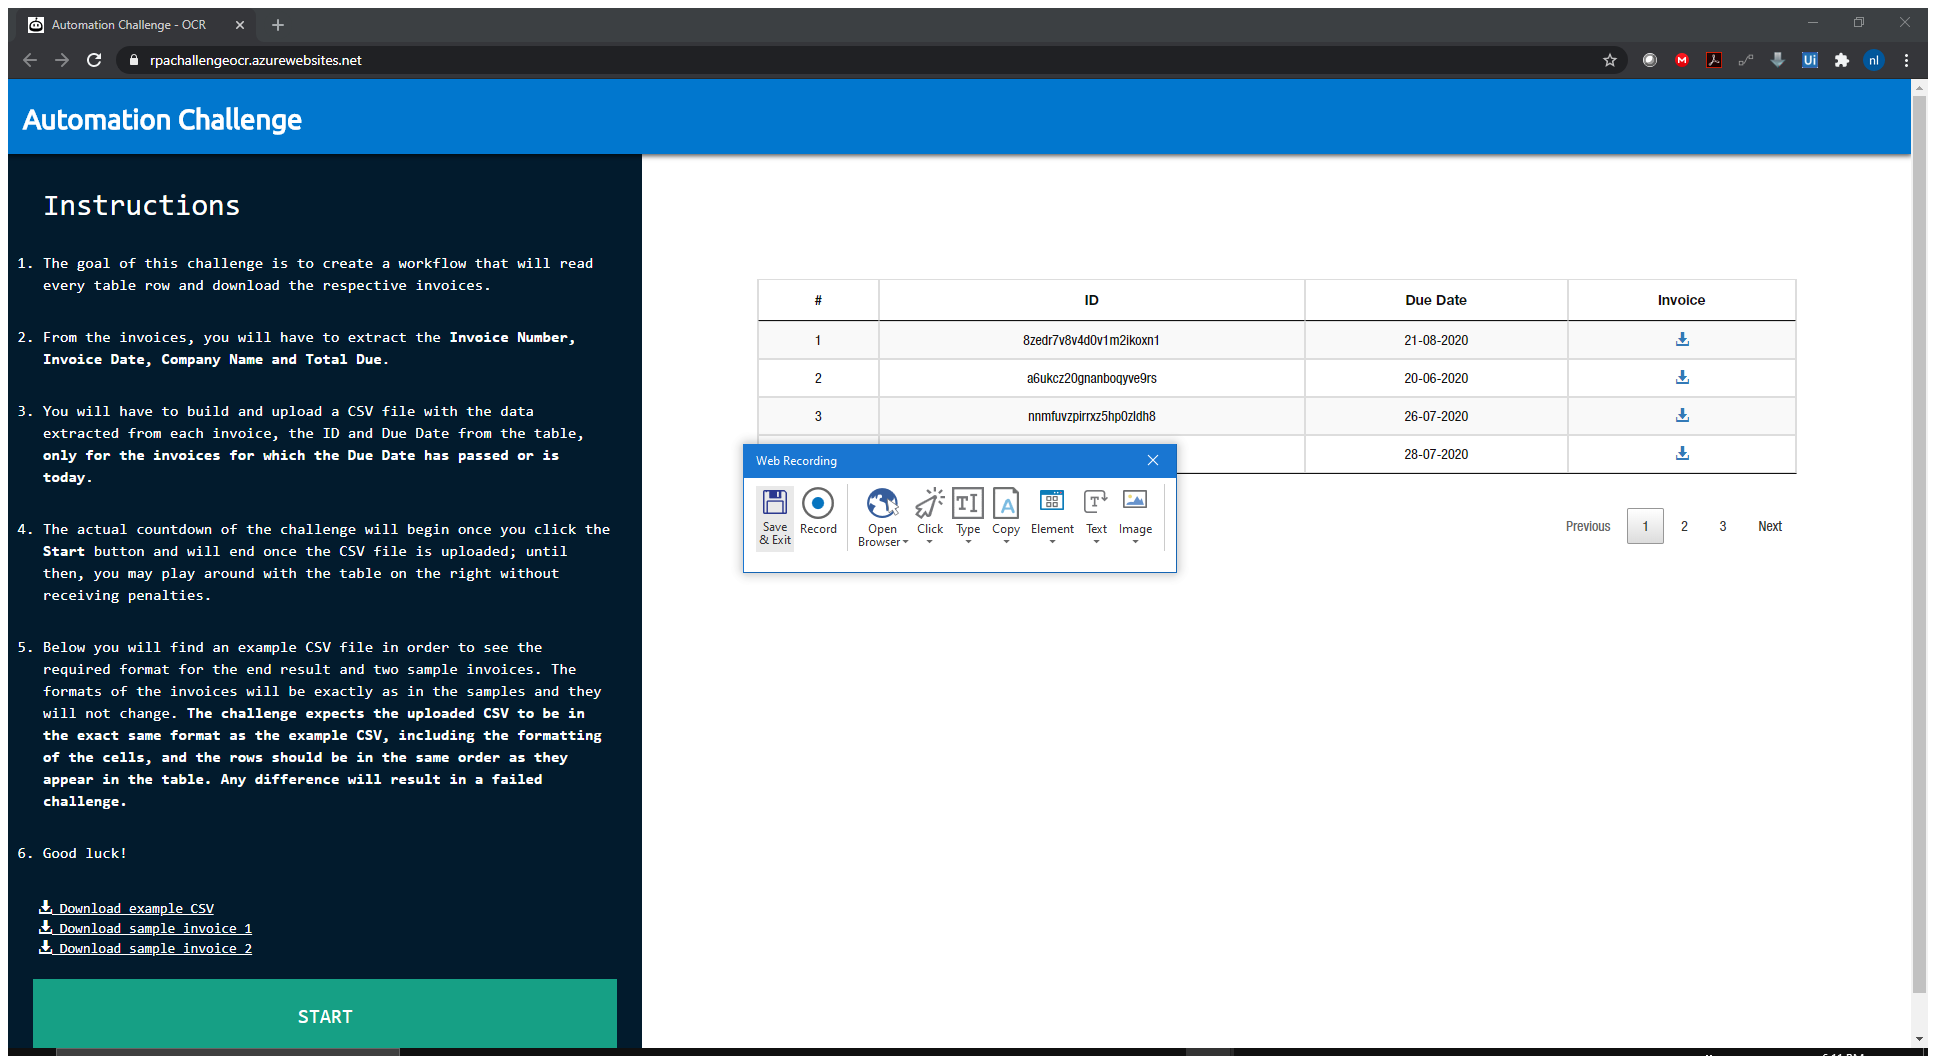 Automation Challenge - OCR
rpachallengeocr.azurewebsites.net
M
Ui
nl
Automation Challenge
Instructions
1. The goal of this challenge is to create a workflow that will read
every table row and download the respective invoices.
2. From the invoices, you will have to extract the Invoice Number,
Invoice Date, Company Name and Total Due.
3. You will have to build and upload a CSV file with the data
extracted from each invoice, the ID and Due Date from the table,
only for the invoices for which the Due Date has passed or is
today.
4. The actual countdown of the challenge will begin once you click the
Start button and will end once the CSV file is uploaded; until
then, you may play around with the table on the right without
receiving penalties.
5. Below you will find an example CSV file in order to see the
required format for the end result and two sample invoices. The
formats of the invoices will be exactly as in the samples and they
will not change. The challenge expects the uploaded CSV to be in
the exact same format as the example CSV, including the formatting
of the cells, and the rows should be in the same order as they
appear in the table. Any difference will result in a failed
challenge.
6. Good luck!
Download example CSV
Download sample invoice 1
Download sample invoice 2
START
# ID Due Date Invoice
1 8zedr7v8v4d0v1m2ikoxn1 21-08-2020
2 a6ukcz20gnanboqyve9rs 20-06-2020
3 nnmfuvzpirrxz5hp0zldh8 26-07-2020
28-07-2020
Previous 1 2 3 Next
Web Recording
Save & Exit
Record
Open Browser
Click
TI Type
A Copy
Element
T Text
Image